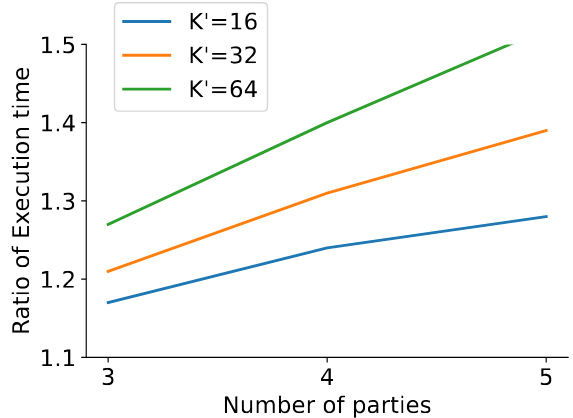 K'=16
K'=32
K'=64
1.5
1.4
1.3
1.2
1.1
Ratio of Execution time
3 4 5
Number of parties